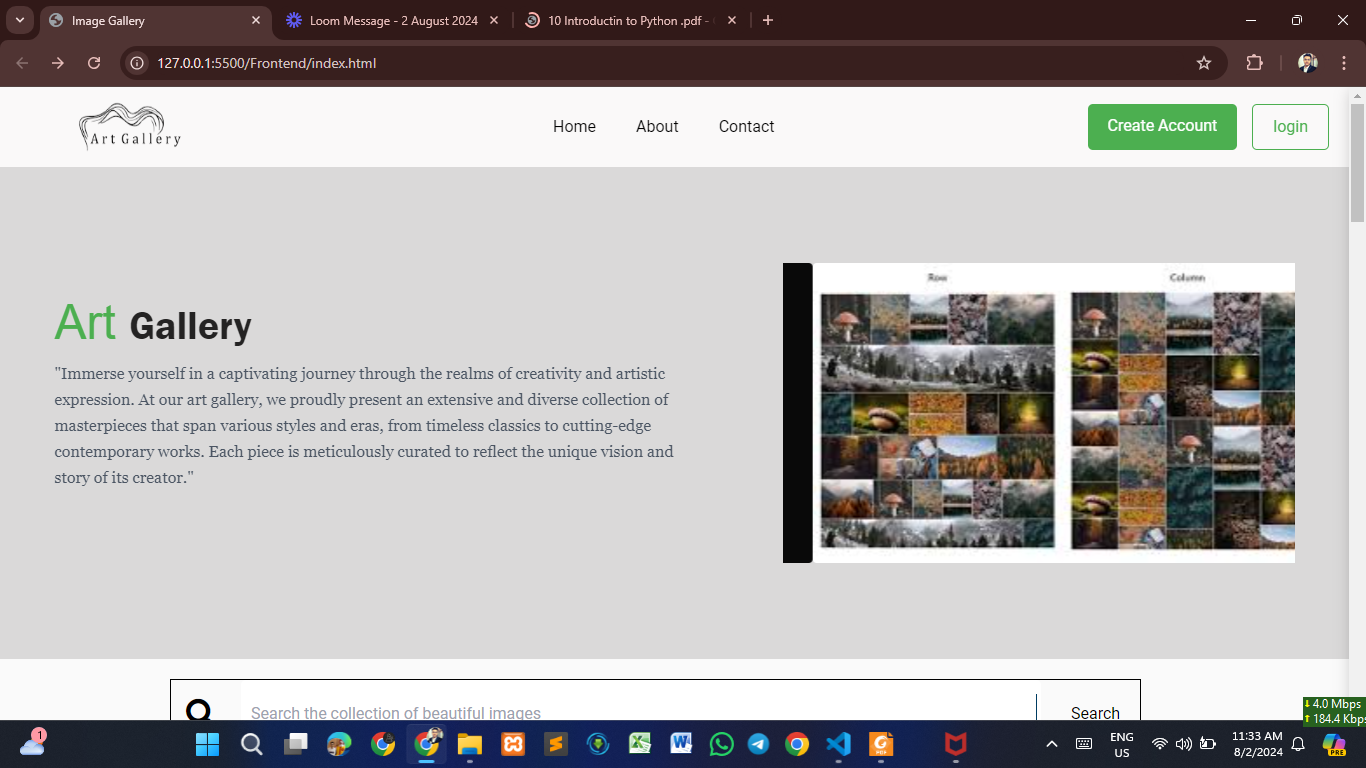 Image Gallery
Loom Message - 2 August 2024
10 Introductin to Python .pdf -
127.0.0.1:5500/Frontend/index.html
Art Gallery
Home
About
Contact
Create Account
login
Row
Column
Art Gallery
"Immerse yourself in a captivating journey through the realms of creativity and artistic
expression. At our art gallery, we proudly present an extensive and diverse collection of
masterpieces that span various styles and eras, from timeless classics to cutting-edge
contemporary works. Each piece is meticulously curated to reflect the unique vision and
story of its creator."
Search the collection of beautiful images
Search
4.0 Mbps
184.4 Kbps
1
ENG
US
11:33 AM
8/2/2024
PRE